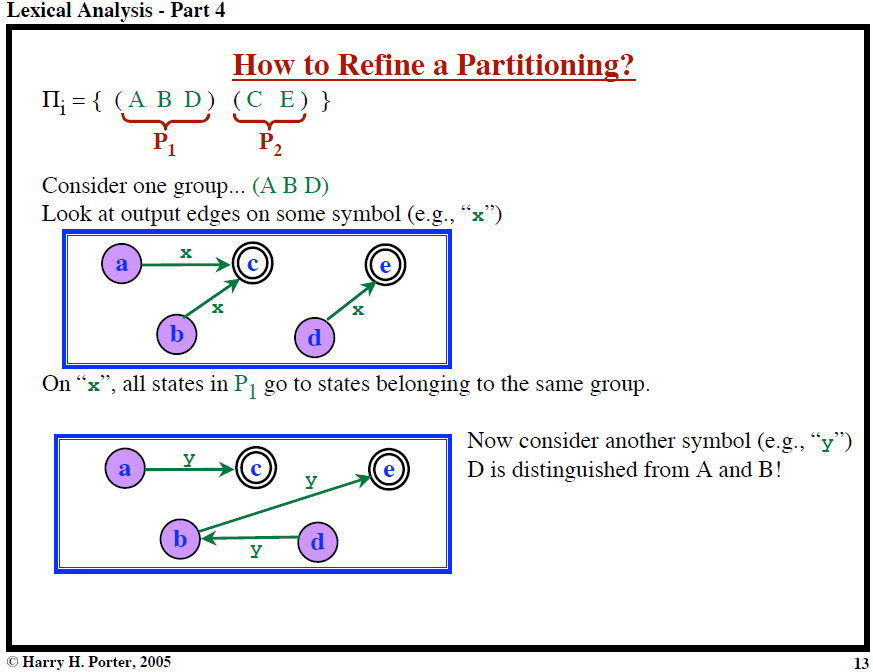 Lexical Analysis - Part 4
How to Refine a Partitioning?
Πi = { ( A B D ) ( C E ) }
P1 P2
Consider one group... (A B D)
Look at output edges on some symbol (e.g., “x”)
a x c e
x x
b d
On “x”, all states in P1 go to states belonging to the same group.
Now consider another symbol (e.g., “y”)
D is distinguished from A and B!
a y c y e
b y d
© Harry H. Porter, 2005 13